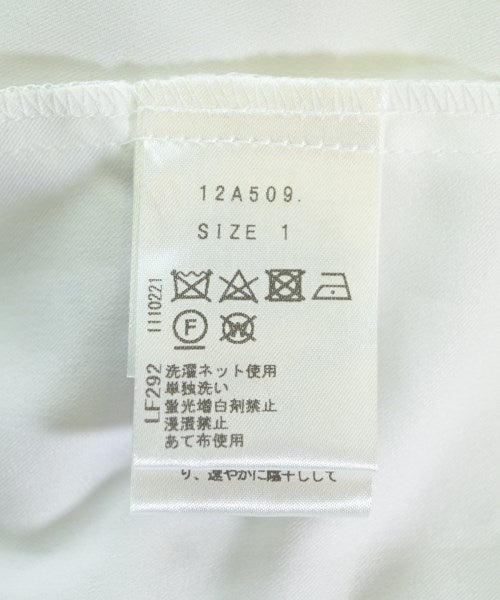 12A509.
SIZE 1
F
W
洗濯ネット使用
単独洗い
蛍光増白剤禁止
浸漬禁止
あて布使用
LF292 1110221
り、速やかに陰干しして